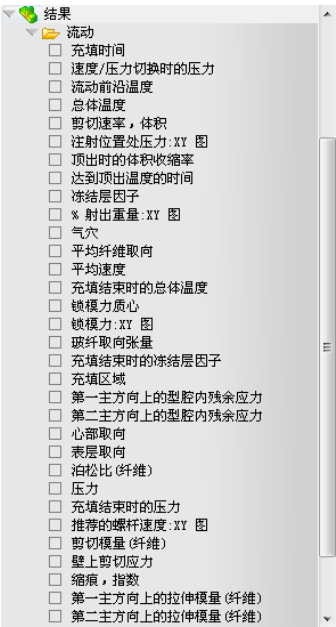 结果
流动
充填时间
速度/压力切换时的压力
流动前沿温度
总体温度
剪切速率，体积
注射位置处压力:XY 图
顶出时的体积收缩率
达到顶出温度的时间
冻结层因子
% 射出重量:XY 图
气穴
平均纤维取向
平均速度
充填结束时的总体温度
锁模力质心
锁模力:XY 图
玻纤取向张量
充填结束时的冻结层因子
充填区域
第一主方向上的型腔内残余应力
第二主方向上的型腔内残余应力
心部取向
表层取向
泊松比(纤维)
压力
充填结束时的压力
推荐的螺杆速度:XY 图
剪切模量(纤维)
壁上剪切应力
缩痕，指数
第一主方向上的拉伸模量(纤维)
第二主方向上的拉伸模量(纤维)